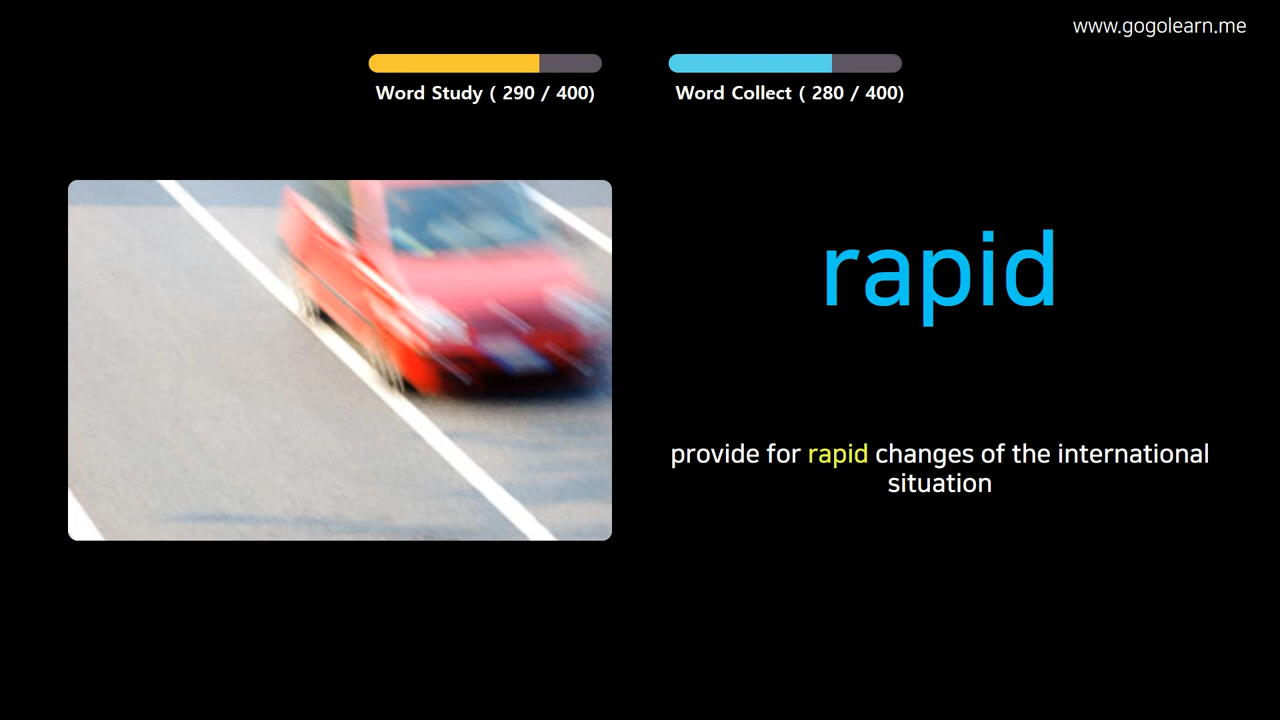 www.gogolearn.me
Word Study ( 290 / 400)
Word Collect ( 280 / 400)
rapid
provide for rapid changes of the international
situation